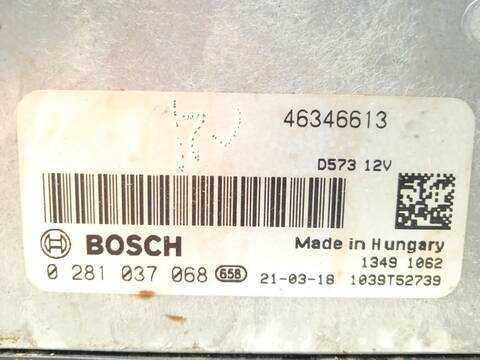 46346613
D573 12V
BOSCH
Made in Hungary
1349 1062
0 281 037 068 658 21-03-18 1039T52739